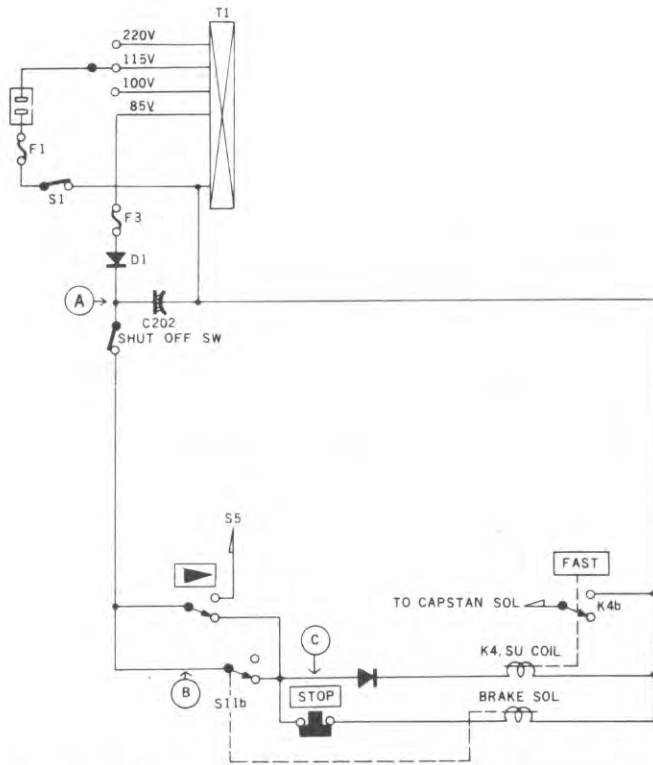 T1
220V
115V
100V
85V
F1
S1
F3
D1
A
C202
SHUT OFF SW
S5
FAST
TO CAPSTAN SOL
K4b
C
K4, SU COIL
B
S11b
STOP
BRAKE SOL